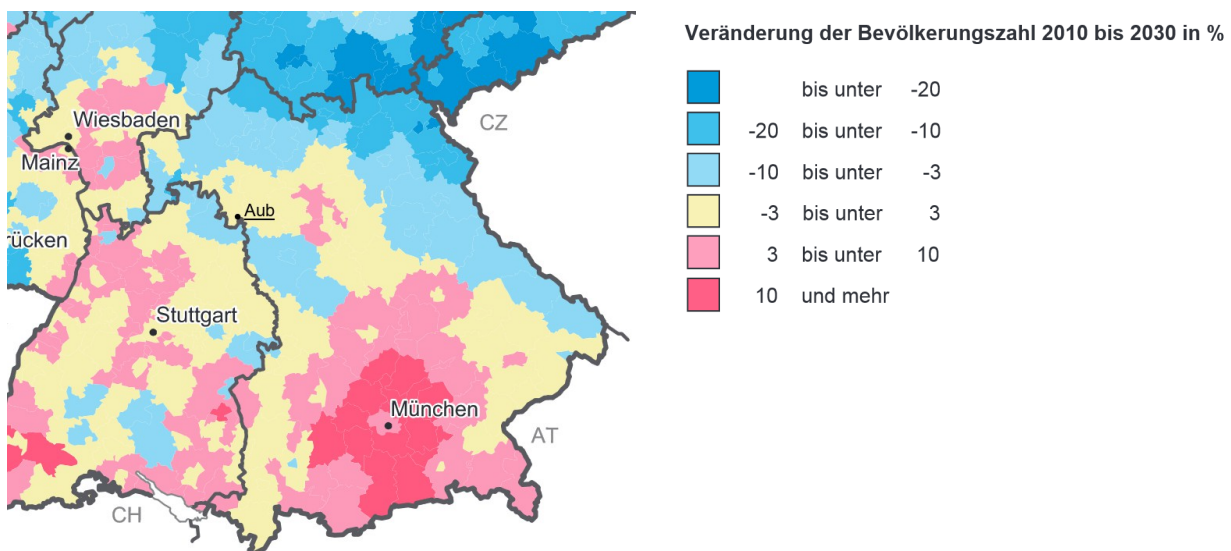 Wiesbaden
Mainz
CZ
Aub
rücken
Stuttgart
München
AT
CH
Veränderung der Bevölkerungszahl 2010 bis 2030 in %
bis unter -20
-20 bis unter -10
-10 bis unter -3
-3 bis unter 3
3 bis unter 10
10 und mehr